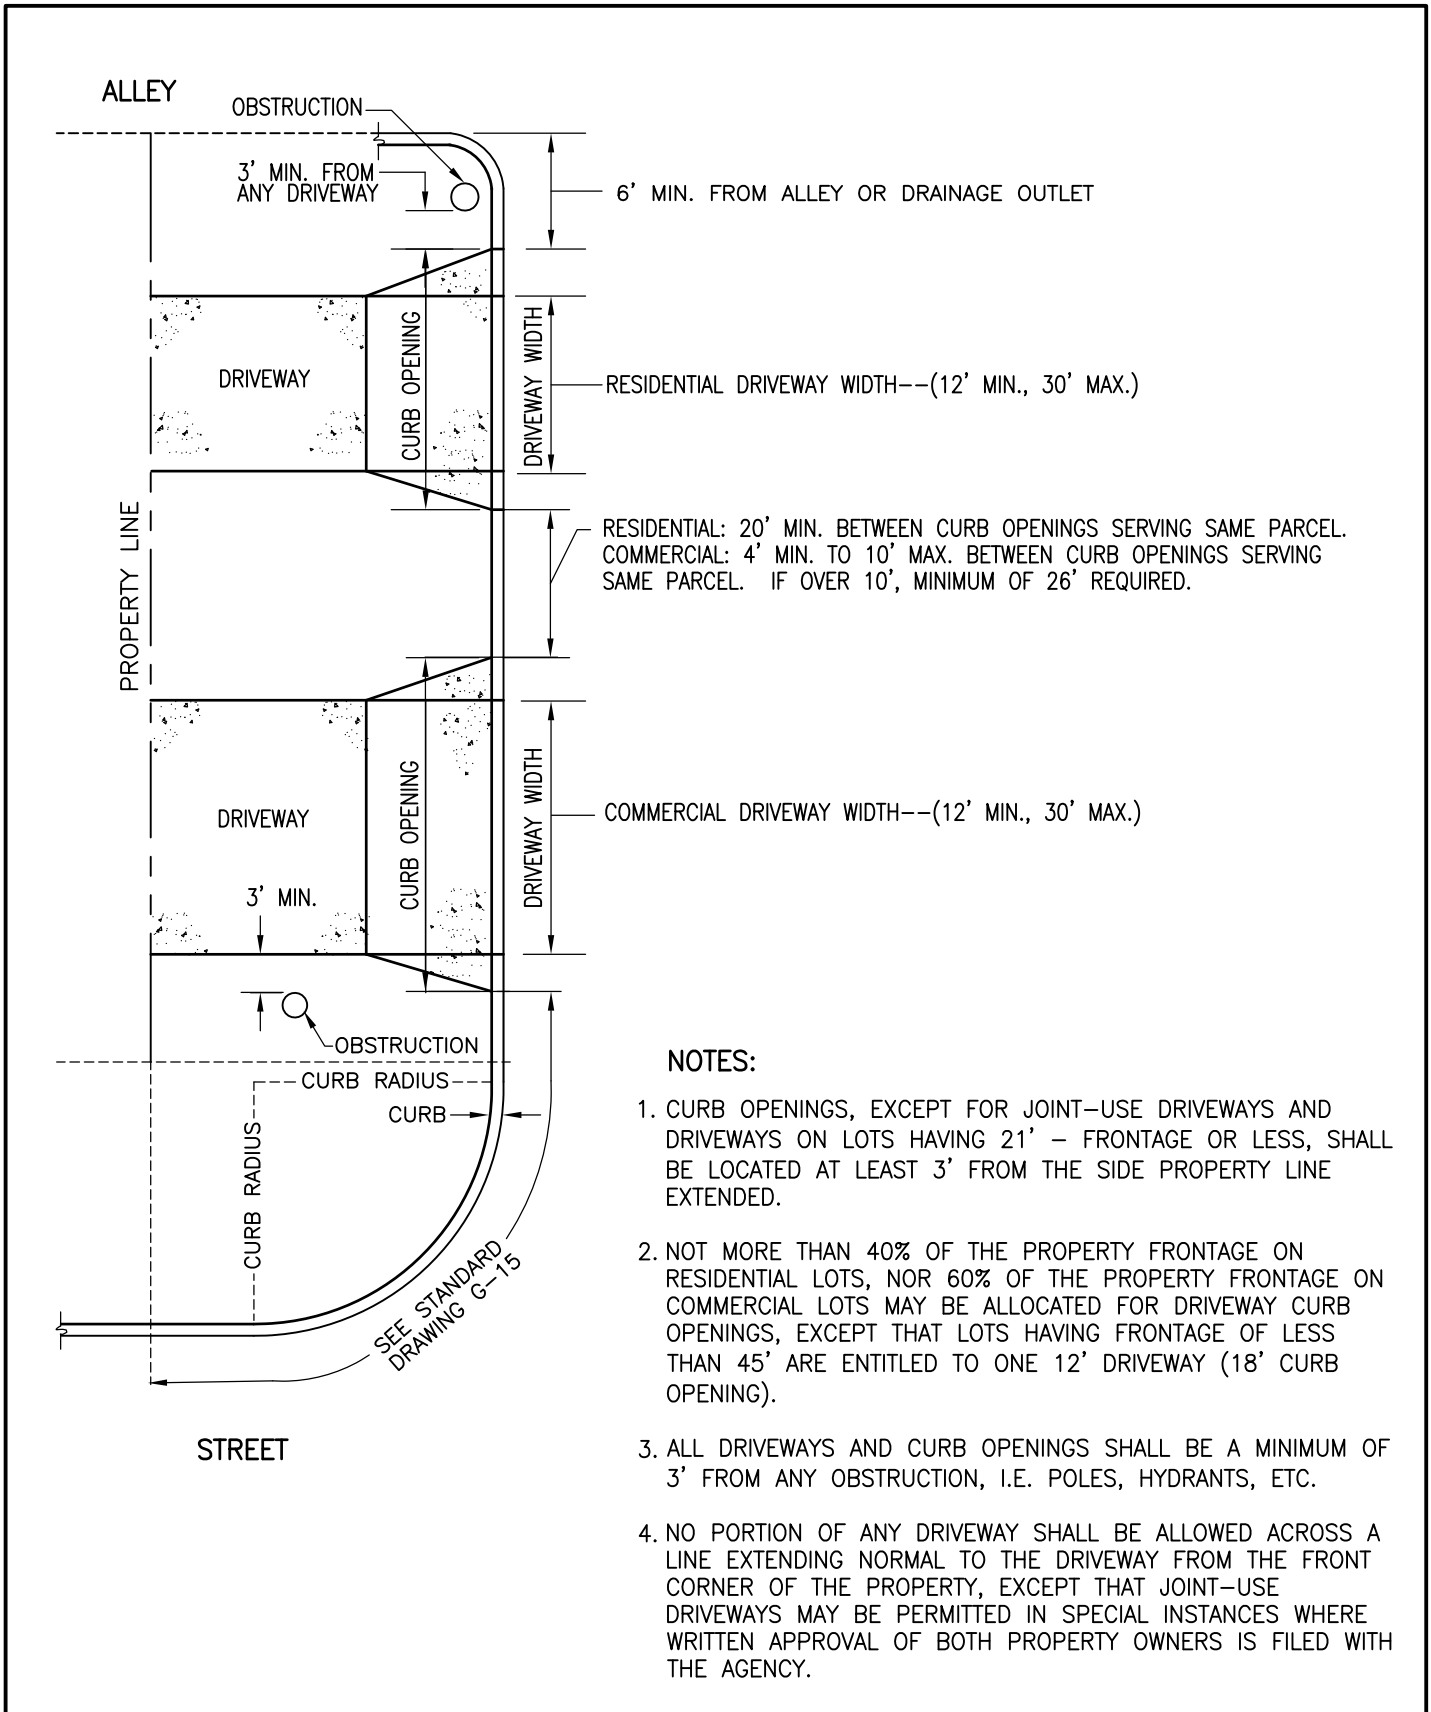 ALLEY
OBSTRUCTION
3' MIN. FROM
ANY DRIVEWAY
6' MIN. FROM ALLEY OR DRAINAGE OUTLET
DRIVEWAY
CURB OPENING
DRIVEWAY WIDTH
RESIDENTIAL DRIVEWAY WIDTH--(12' MIN., 30' MAX.)
PROPERTY LINE
RESIDENTIAL: 20' MIN. BETWEEN CURB OPENINGS SERVING SAME PARCEL.
COMMERCIAL: 4' MIN. TO 10' MAX. BETWEEN CURB OPENINGS SERVING
SAME PARCEL. IF OVER 10', MINIMUM OF 26' REQUIRED.
DRIVEWAY
CURB OPENING
DRIVEWAY WIDTH
COMMERCIAL DRIVEWAY WIDTH--(12' MIN., 30' MAX.)
3' MIN.
OBSTRUCTION
CURB RADIUS
CURB
CURB RADIUS
SEE STANDARD
DRAWING G-15
STREET
NOTES:
1. CURB OPENINGS, EXCEPT FOR JOINT-USE DRIVEWAYS AND
DRIVEWAYS ON LOTS HAVING 21' - FRONTAGE OR LESS, SHALL
BE LOCATED AT LEAST 3' FROM THE SIDE PROPERTY LINE
EXTENDED.
2. NOT MORE THAN 40% OF THE PROPERTY FRONTAGE ON
RESIDENTIAL LOTS, NOR 60% OF THE PROPERTY FRONTAGE ON
COMMERCIAL LOTS MAY BE ALLOCATED FOR DRIVEWAY CURB
OPENINGS, EXCEPT THAT LOTS HAVING FRONTAGE OF LESS
THAN 45' ARE ENTITLED TO ONE 12' DRIVEWAY (18' CURB
OPENING).
3. ALL DRIVEWAYS AND CURB OPENINGS SHALL BE A MINIMUM OF
3' FROM ANY OBSTRUCTION, I.E. POLES, HYDRANTS, ETC.
4. NO PORTION OF ANY DRIVEWAY SHALL BE ALLOWED ACROSS A
LINE EXTENDING NORMAL TO THE DRIVEWAY FROM THE FRONT
CORNER OF THE PROPERTY, EXCEPT THAT JOINT-USE
DRIVEWAYS MAY BE PERMITTED IN SPECIAL INSTANCES WHERE
WRITTEN APPROVAL OF BOTH PROPERTY OWNERS IS FILED WITH
THE AGENCY.